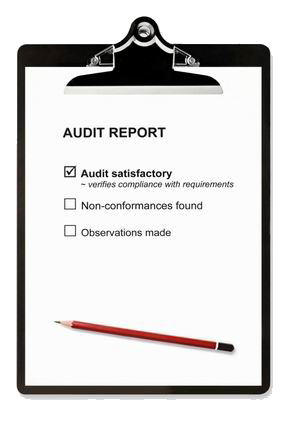 AUDIT REPORT
Audit satisfactory
~ verifies compliance with requirements
Non-conformances found
Observations made